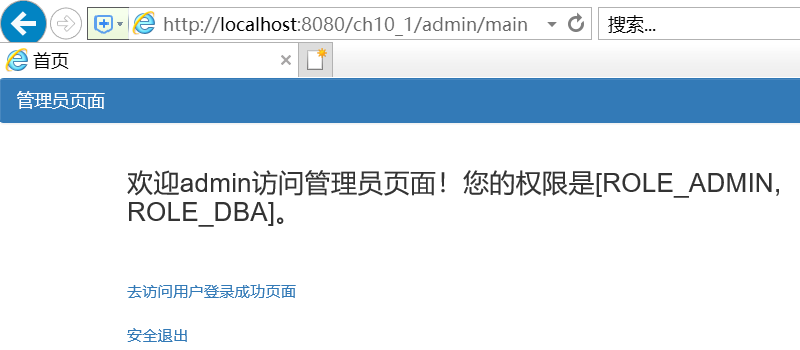 http://localhost:8080/ch10_1/admin/main
搜索...
首页
管理员页面
欢迎admin访问管理员页面！您的权限是[ROLE_ADMIN,
ROLE_DBA]。
去访问用户登录成功页面
安全退出